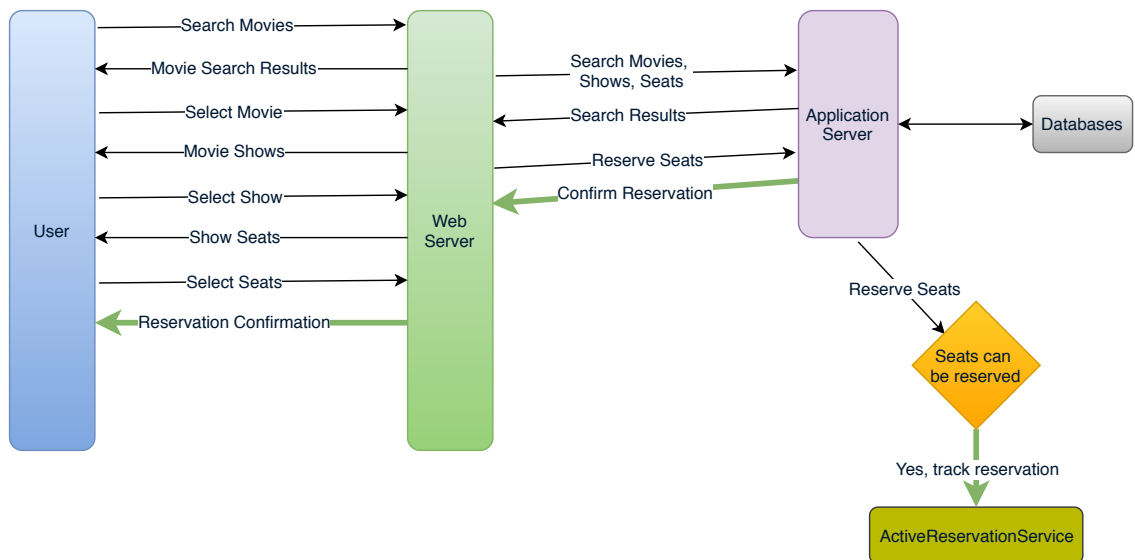 Search Movies
Movie Search Results
Select Movie
Movie Shows
Select Show
Show Seats
Select Seats
Reservation Confirmation
User
Web
Server
Search Movies,
Shows, Seats
Search Results
Reserve Seats
Confirm Reservation
Application
Server
Databases
Reserve Seats
Seats can
be reserved
Yes, track reservation
ActiveReservationService